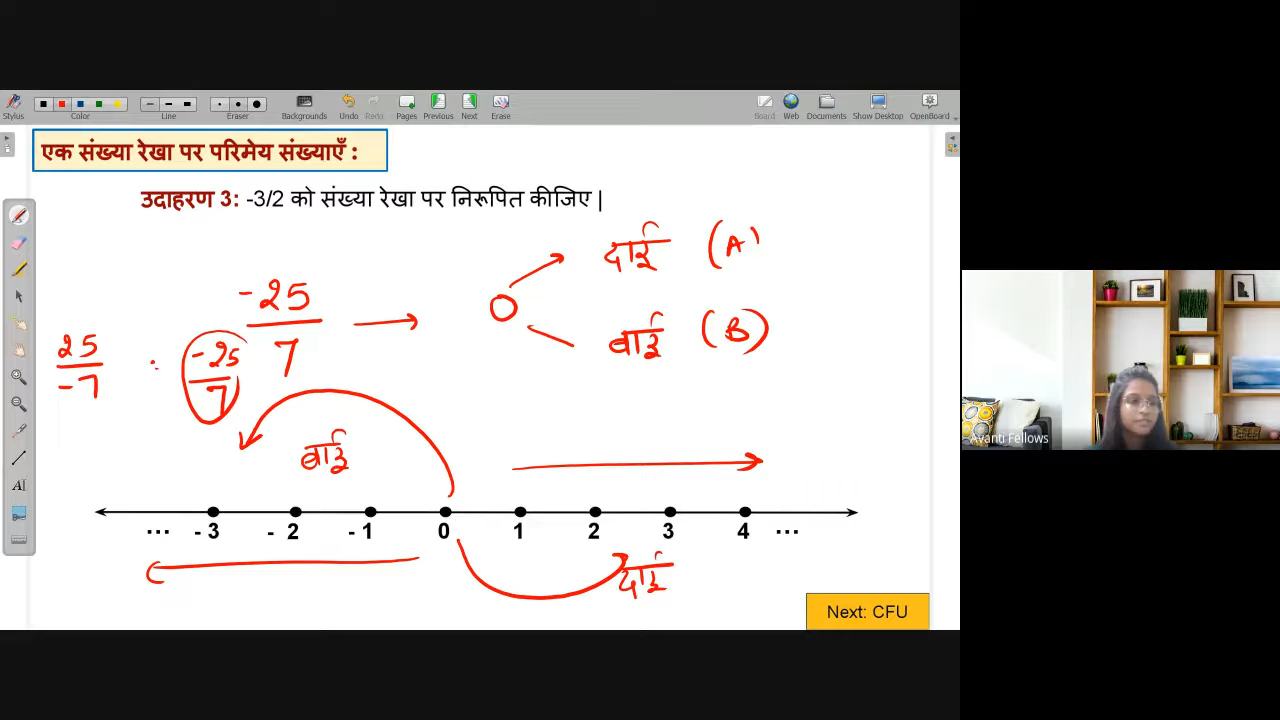 Stylus
Color
Line
Eraser
Backgrounds
Undo
Redo
Pages
Previous
Next
Erase
Board
Web
Documents
Show Desktop
OpenBoard
एक संख्या रेखा पर परिमेय संख्याएँ :
उदाहरण 3: -3/2 को संख्या रेखा पर निरूपित कीजिए |
दाई (A)
-25
7
0
बाई (B)
25
-7
-25
7
बाई
... - 3 - 2 - 1 0 1 2 3 4 ...
दाई
Next: CFU
Avanti Fellows